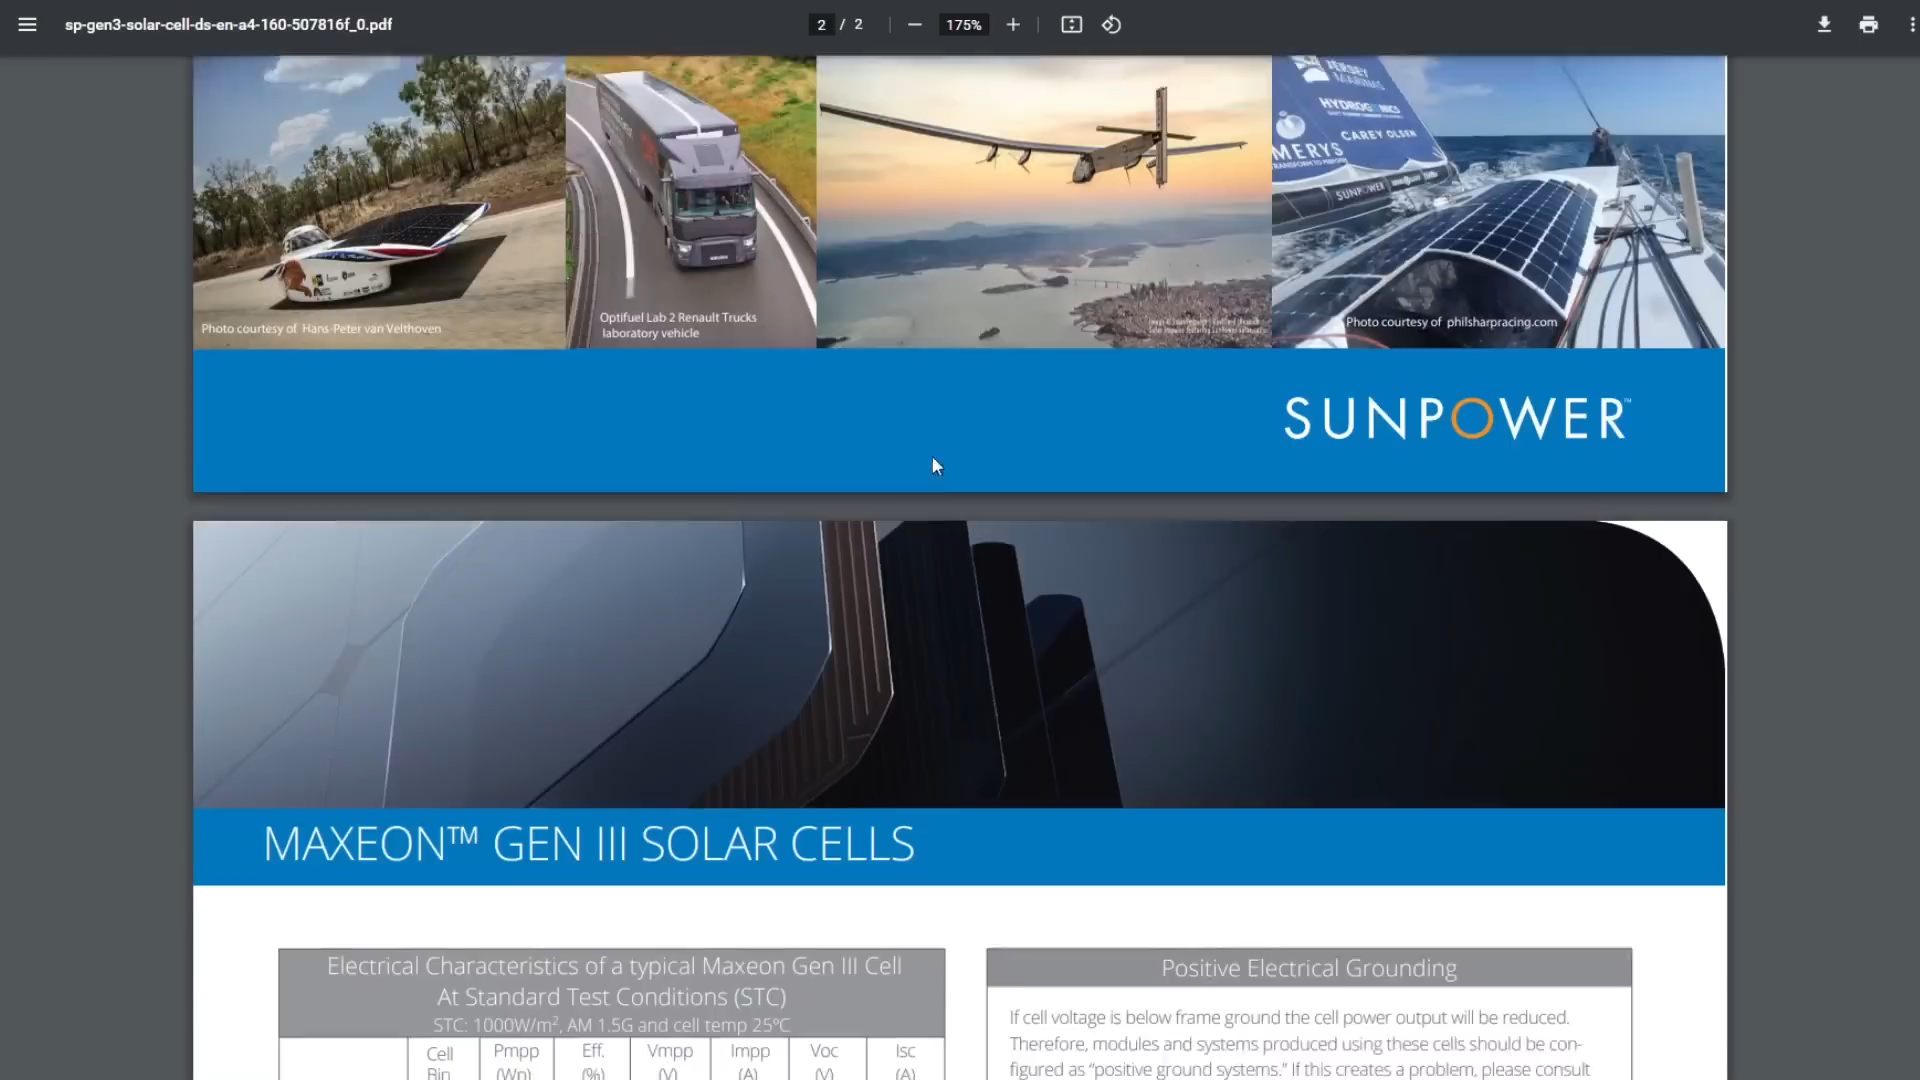 sp-gen3-solar-cell-ds-en-a4-160-507816f_0.pdf
2 / 2
175%
JERSEY
HYDROGENICS
CAREY OLSEN
MERYS
SUNPOWER
Photo courtesy of Hans-Peter van Velthoven
Optifuel Lab 2 Renault Trucks
laboratory vehicle
Photo courtesy of philsharpracing.com
SUNPOWER™
MAXEON™ GEN III SOLAR CELLS
Electrical Characteristics of a typical Maxeon Gen III Cell
At Standard Test Conditions (STC)
STC: 1000W/m², AM 1.5G and cell temp 25°C
Cell Pmpp Eff. Vmpp Impp Voc Isc
Bin (Wp) (%) (V) (A) (V) (A)
Positive Electrical Grounding
If cell voltage is below frame ground the cell power output will be reduced.
Therefore, modules and systems produced using these cells should be con-
figured as “positive ground systems.” If this creates a problem, please consult